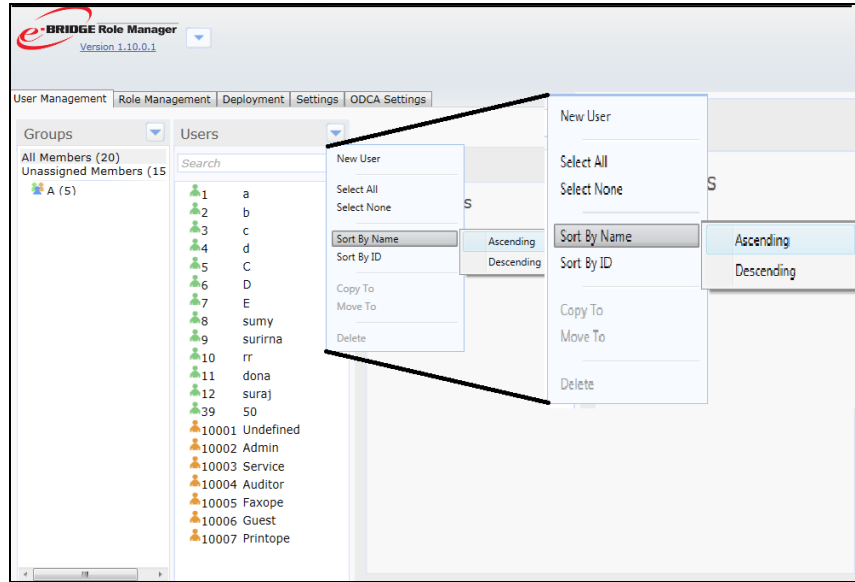 e-BRIDGE Role Manager
Version 1.10.0.1
User Management Role Management Deployment Settings ODCA Settings
Groups
All Members (20)
Unassigned Members (15
A (5)
Users
Search
1 a
2 b
3 c
4 d
5 C
6 D
7 E
8 sumy
9 surirna
10 rr
11 dona
12 suraj
39 50
10001 Undefined
10002 Admin
10003 Service
10004 Auditor
10005 Faxope
10006 Guest
10007 Printope
New User
Select All
Select None
Sort By Name
Sort By ID
Copy To
Move To
Delete
Ascending
Descending
s
New User
Select All
Select None
Sort By Name
Sort By ID
Copy To
Move To
Delete
Ascending
Descending
s